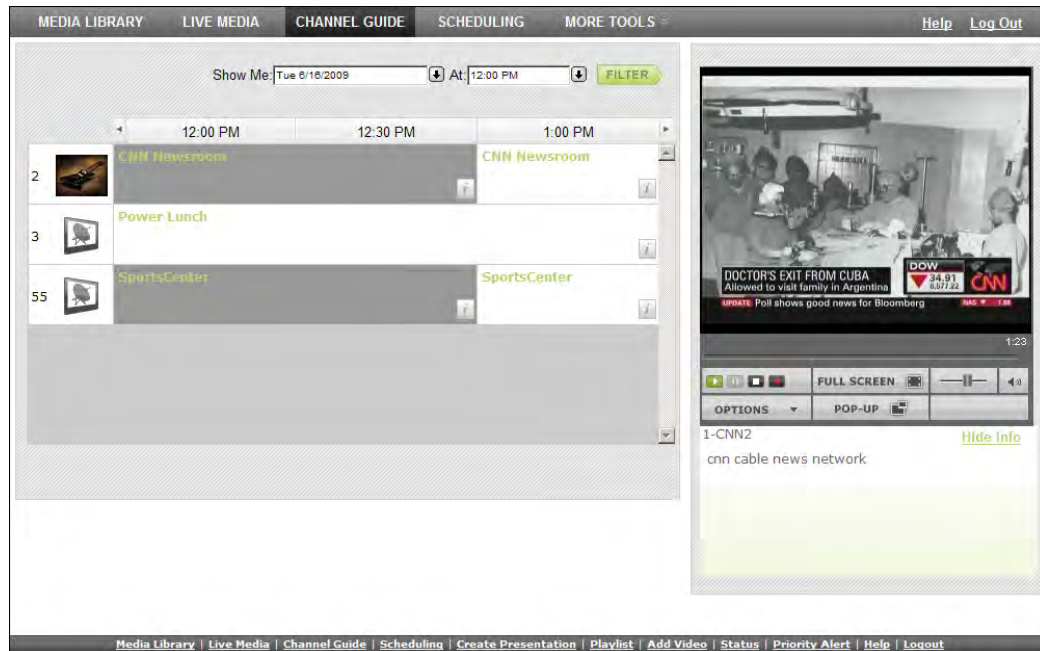 MEDIA LIBRARY LIVE MEDIA CHANNEL GUIDE SCHEDULING MORE TOOLS Help Log Out
Show Me: Tue 6/16/2009 At: 12:00 PM FILTER
12:00 PM 12:30 PM 1:00 PM
2 CNN Newsroom i CNN Newsroom i
3 Power Lunch i
55 SportsCenter i SportsCenter i
DOCTOR'S EXIT FROM CUBA
Allowed to visit family in Argentina
DOW
34.91
8,577.22
CNN
UPDATE Poll shows good news for Bloomberg NAS 1.88
1:23
FULL SCREEN
OPTIONS POP-UP
1-CNN2 Hide Info
cnn cable news network
Media Library | Live Media | Channel Guide | Scheduling | Create Presentation | Playlist | Add Video | Status | Priority Alert | Help | Logout